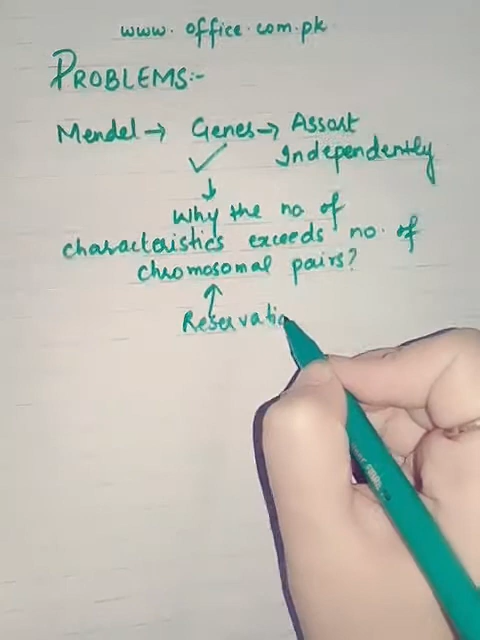 www. office.com.pk
PROBLEMS:-
Mendel → Genes → Assort
Independently
✓
↓
Why the no of
characteristics exceeds no. of
chromosomal pairs?
↑
Reservatio